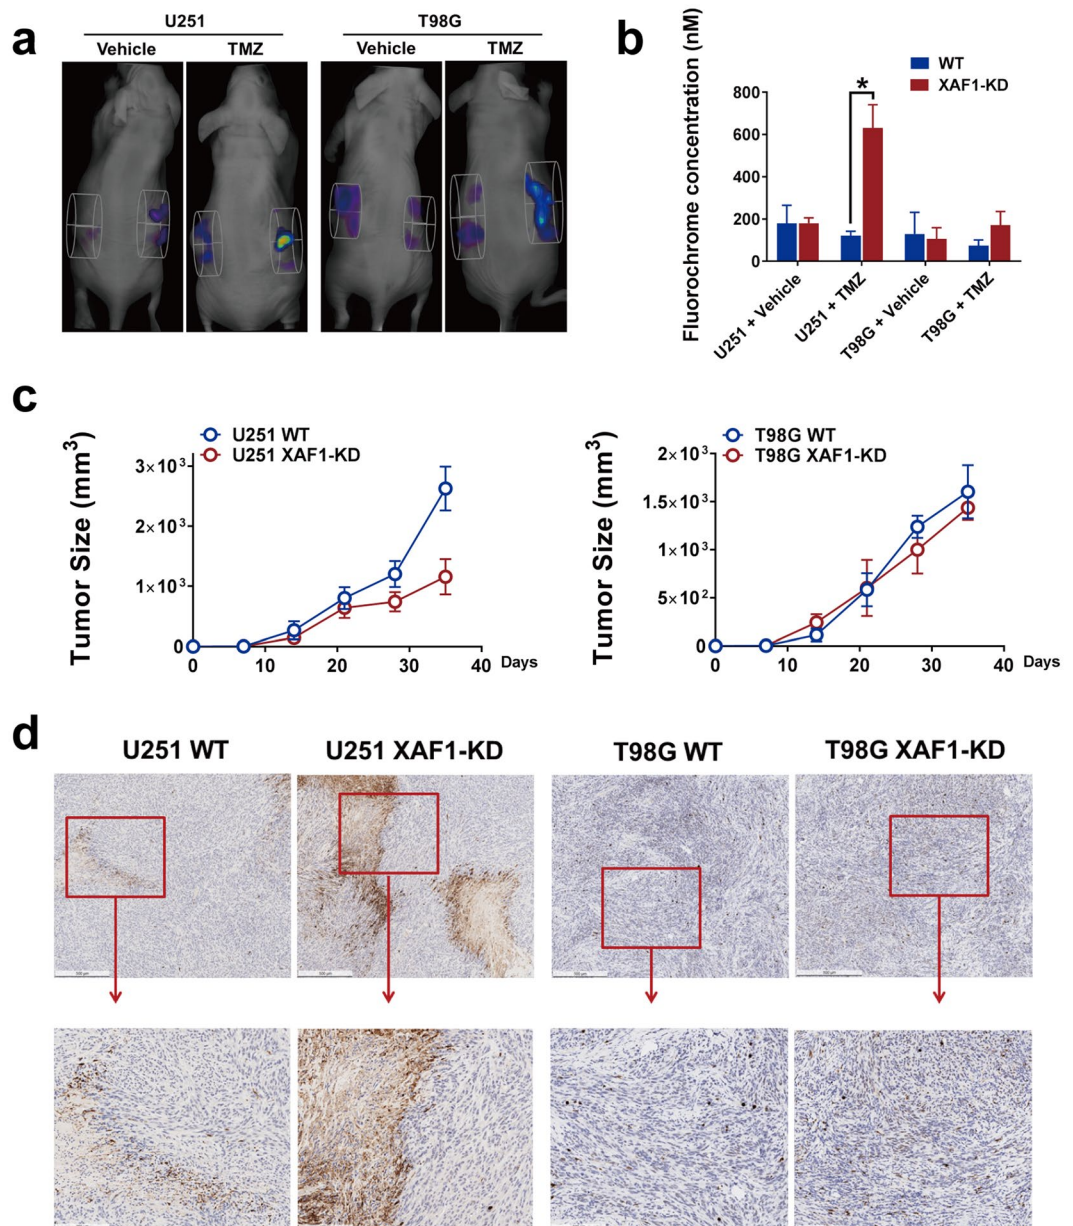 a
U251
T98G
Vehicle
TMZ
Vehicle
TMZ
b
Fluorochrome concentration (nM)
WT
XAF1-KD
800
600
400
200
0
*
U251 + Vehicle
U251 + TMZ
T98G + Vehicle
T98G + TMZ
c
U251 WT
U251 XAF1-KD
Tumor Size (mm³)
3×10³
2×10³
1×10³
0
0
10
20
30
40
Days
T98G WT
T98G XAF1-KD
Tumor Size (mm³)
2×10³
1.5×10³
1×10³
5×10²
0
0
10
20
30
40
Days
d
U251 WT
U251 XAF1-KD
T98G WT
T98G XAF1-KD